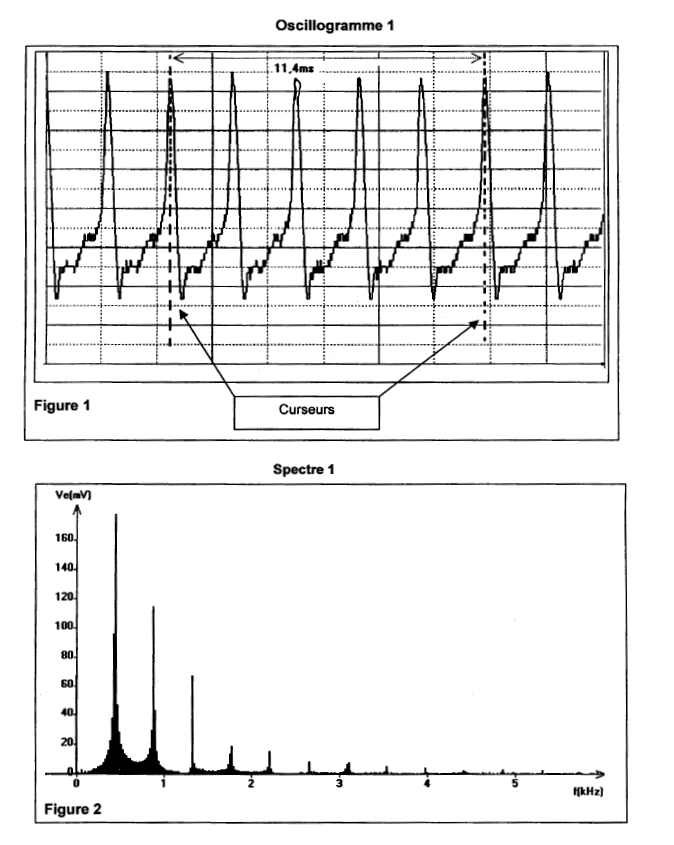 Oscillogramme 1
11,4ms
Curseurs
Figure 1
Spectre 1
Ve(mV)
160
140
120
100
80
60
40
20
0
0 1 2 3 4 5
f(kHz)
Figure 2